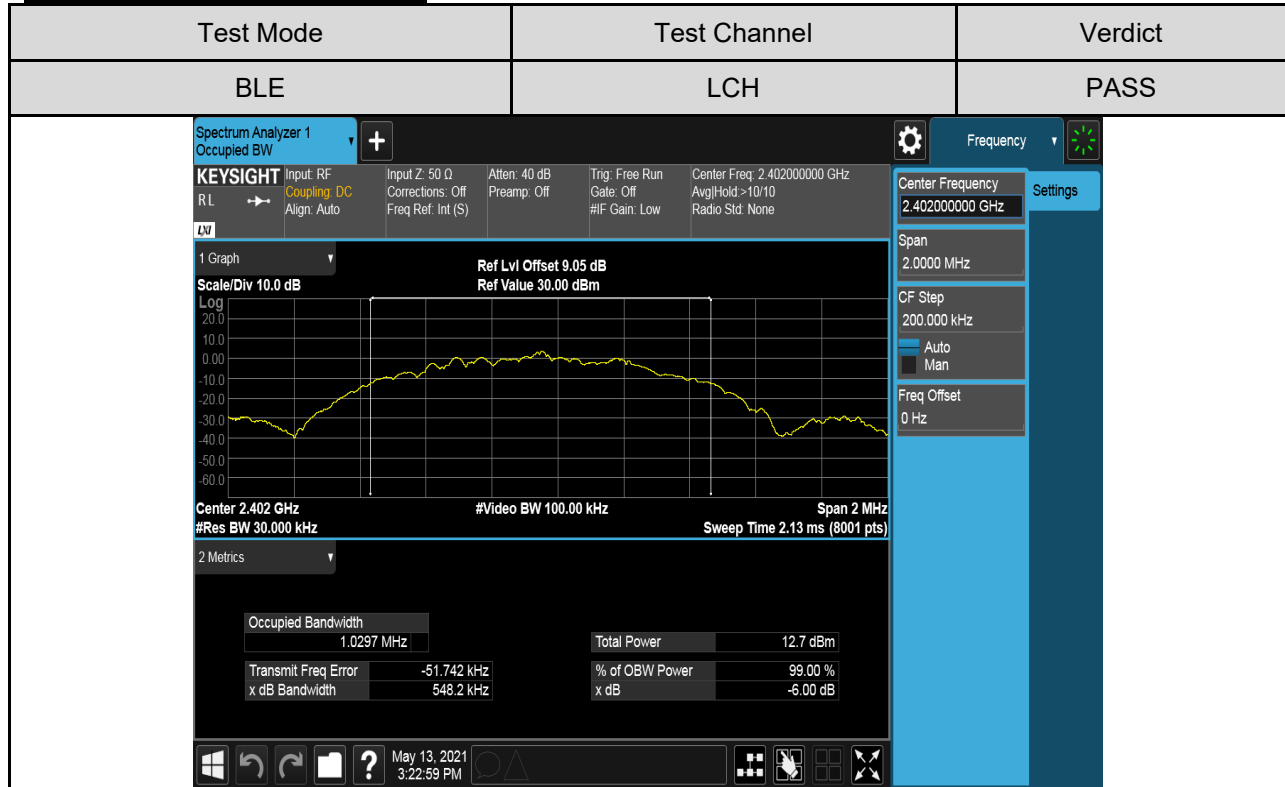 Test Mode Test Channel Verdict
BLE LCH PASS
Spectrum Analyzer 1
Occupied BW
+
Frequency
KEYSIGHT Input: RF Input Z: 50 Ω Atten: 40 dB Trig: Free Run Center Freq: 2.402000000 GHz
RL Coupling: DC Corrections: Off Preamp: Off Gate: Off Avg|Hold:>10/10
Align: Auto Freq Ref: Int (S) #IF Gain: Low Radio Std: None
LXI
Center Frequency
2.402000000 GHz
Settings
Span
2.0000 MHz
CF Step
200.000 kHz
Auto
Man
Freq Offset
0 Hz
1 Graph
Ref Lvl Offset 9.05 dB
Scale/Div 10.0 dB Ref Value 30.00 dBm
Log
20.0
10.0
0.00
-10.0
-20.0
-30.0
-40.0
-50.0
-60.0
Center 2.402 GHz #Video BW 100.00 kHz Span 2 MHz
#Res BW 30.000 kHz Sweep Time 2.13 ms (8001 pts)
2 Metrics
Occupied Bandwidth
1.0297 MHz Total Power 12.7 dBm
Transmit Freq Error -51.742 kHz % of OBW Power 99.00 %
x dB Bandwidth 548.2 kHz x dB -6.00 dB
? May 13, 2021
3:22:59 PM